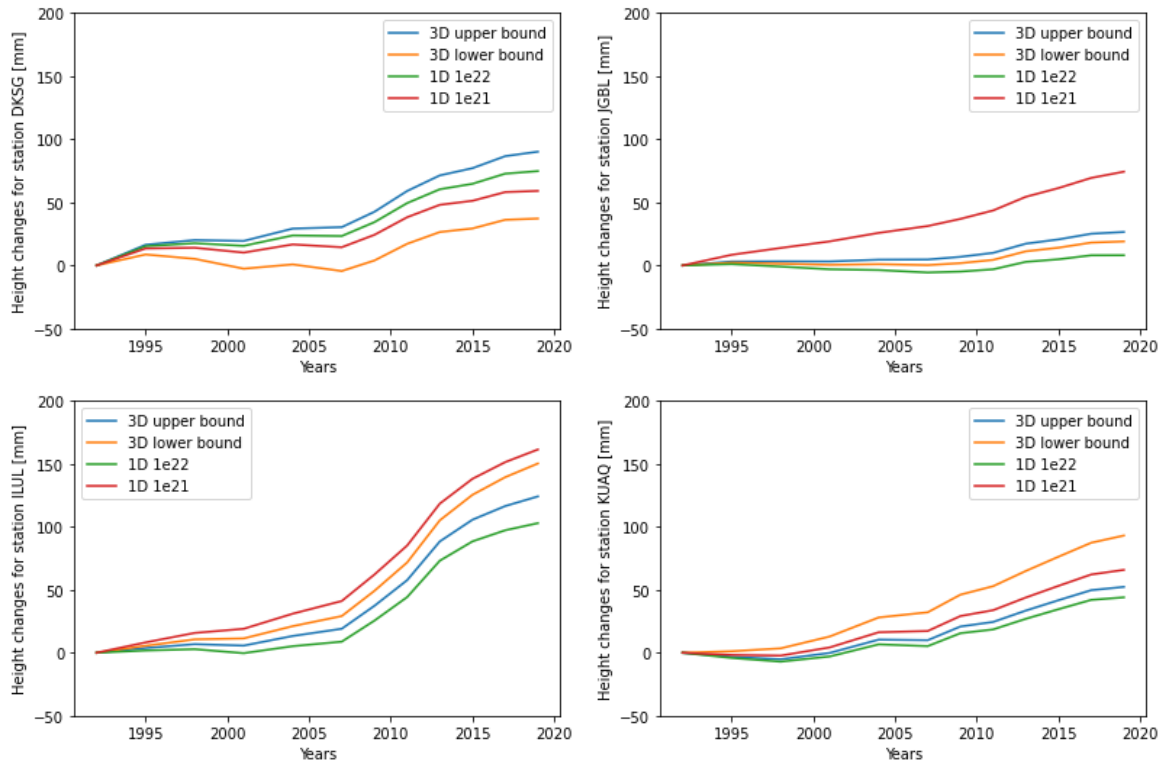 Height changes for station DKSG [mm]
200
150
100
50
0
−50
1995 2000 2005 2010 2015 2020
Years
3D upper bound
3D lower bound
1D 1e22
1D 1e21
Height changes for station JGBL [mm]
200
150
100
50
0
−50
1995 2000 2005 2010 2015 2020
Years
3D upper bound
3D lower bound
1D 1e22
1D 1e21
Height changes for station ILUL [mm]
200
150
100
50
0
−50
1995 2000 2005 2010 2015 2020
Years
3D upper bound
3D lower bound
1D 1e22
1D 1e21
Height changes for station KUAQ [mm]
200
150
100
50
0
−50
1995 2000 2005 2010 2015 2020
Years
3D upper bound
3D lower bound
1D 1e22
1D 1e21